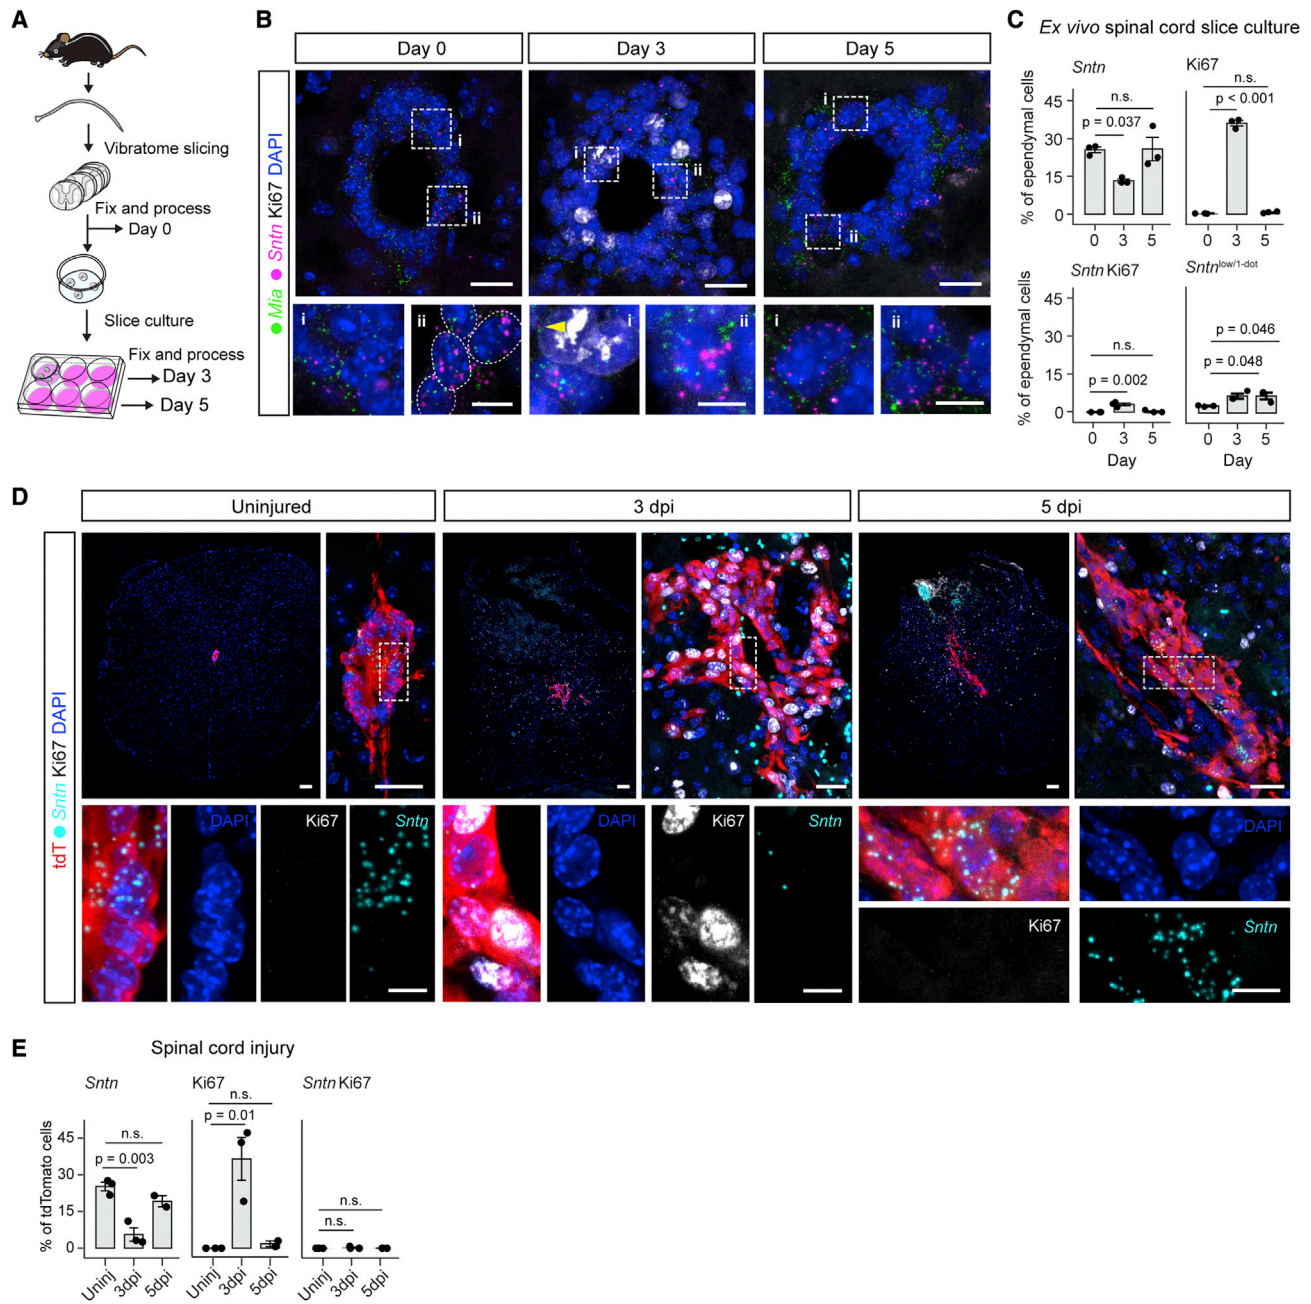 A
Vibratome slicing
Fix and process
Day 0
Slice culture
Fix and process
Day 3
Day 5
B
Day 0
Day 3
Day 5
Mia Sntn Ki67 DAPI
i
ii
i
ii
i
ii
i
ii
i
ii
i
ii
C
Ex vivo spinal cord slice culture
% of ependymal cells
Sntn
n.s.
p = 0.037
45
30
15
0
0 3 5
Ki67
n.s.
p < 0.001
0 3 5
% of ependymal cells
Sntn Ki67
n.s.
p = 0.002
45
30
15
0
0 3 5
Day
Sntn low/1-dot
p = 0.046
p = 0.048
0 3 5
Day
D
Uninjured
3 dpi
5 dpi
tdT Sntn Ki67 DAPI
DAPI
Ki67
Sntn
DAPI
Ki67
Sntn
DAPI
Ki67
Sntn
E
Spinal cord injury
% of tdTomato cells
Sntn
n.s.
p = 0.003
45
30
15
0
Uninj 3dpi 5dpi
Ki67
n.s.
p = 0.01
Uninj 3dpi 5dpi
Sntn Ki67
n.s.
n.s.
Uninj 3dpi 5dpi